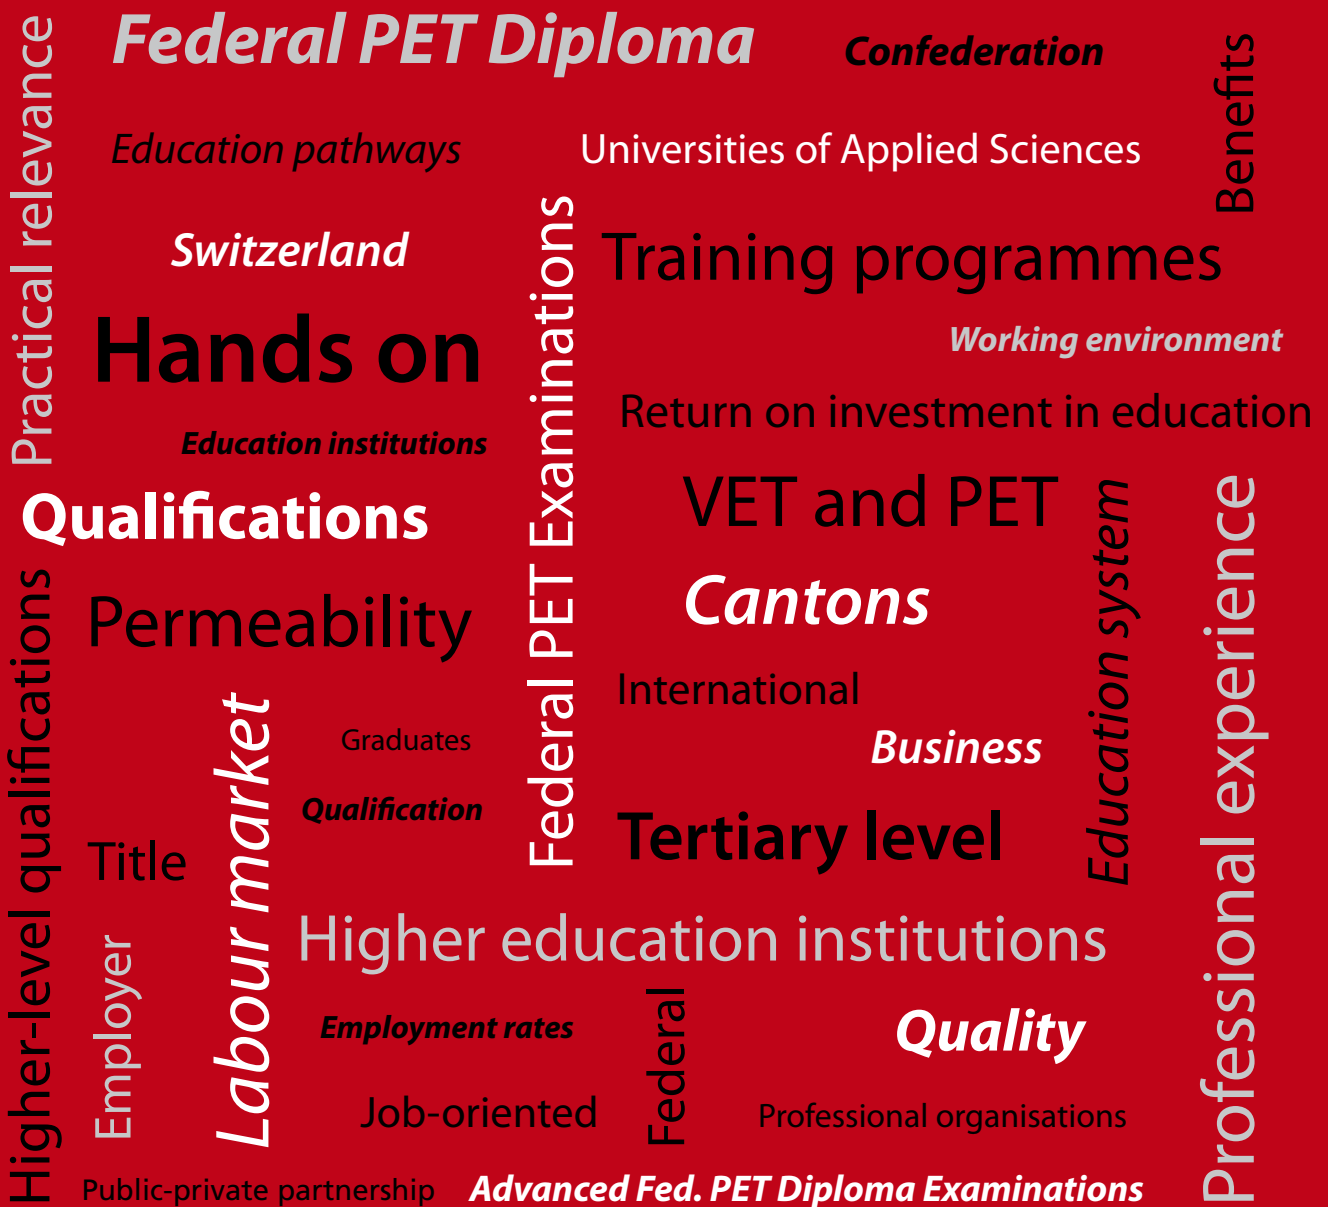 Federal PET Diploma
Confederation
Benefits
Practical relevance
Education pathways
Universities of Applied Sciences
Switzerland
Federal PET Examinations
Training programmes
Hands on
Working environment
Return on investment in education
Education institutions
VET and PET
Qualifications
Education system
Professional experience
Higher-level qualifications
Permeability
Cantons
International
Labour market
Graduates
Business
Qualification
Tertiary level
Title
Higher education institutions
Employer
Employment rates
Federal
Quality
Job-oriented
Professional organisations
Public-private partnership
Advanced Fed. PET Diploma Examinations